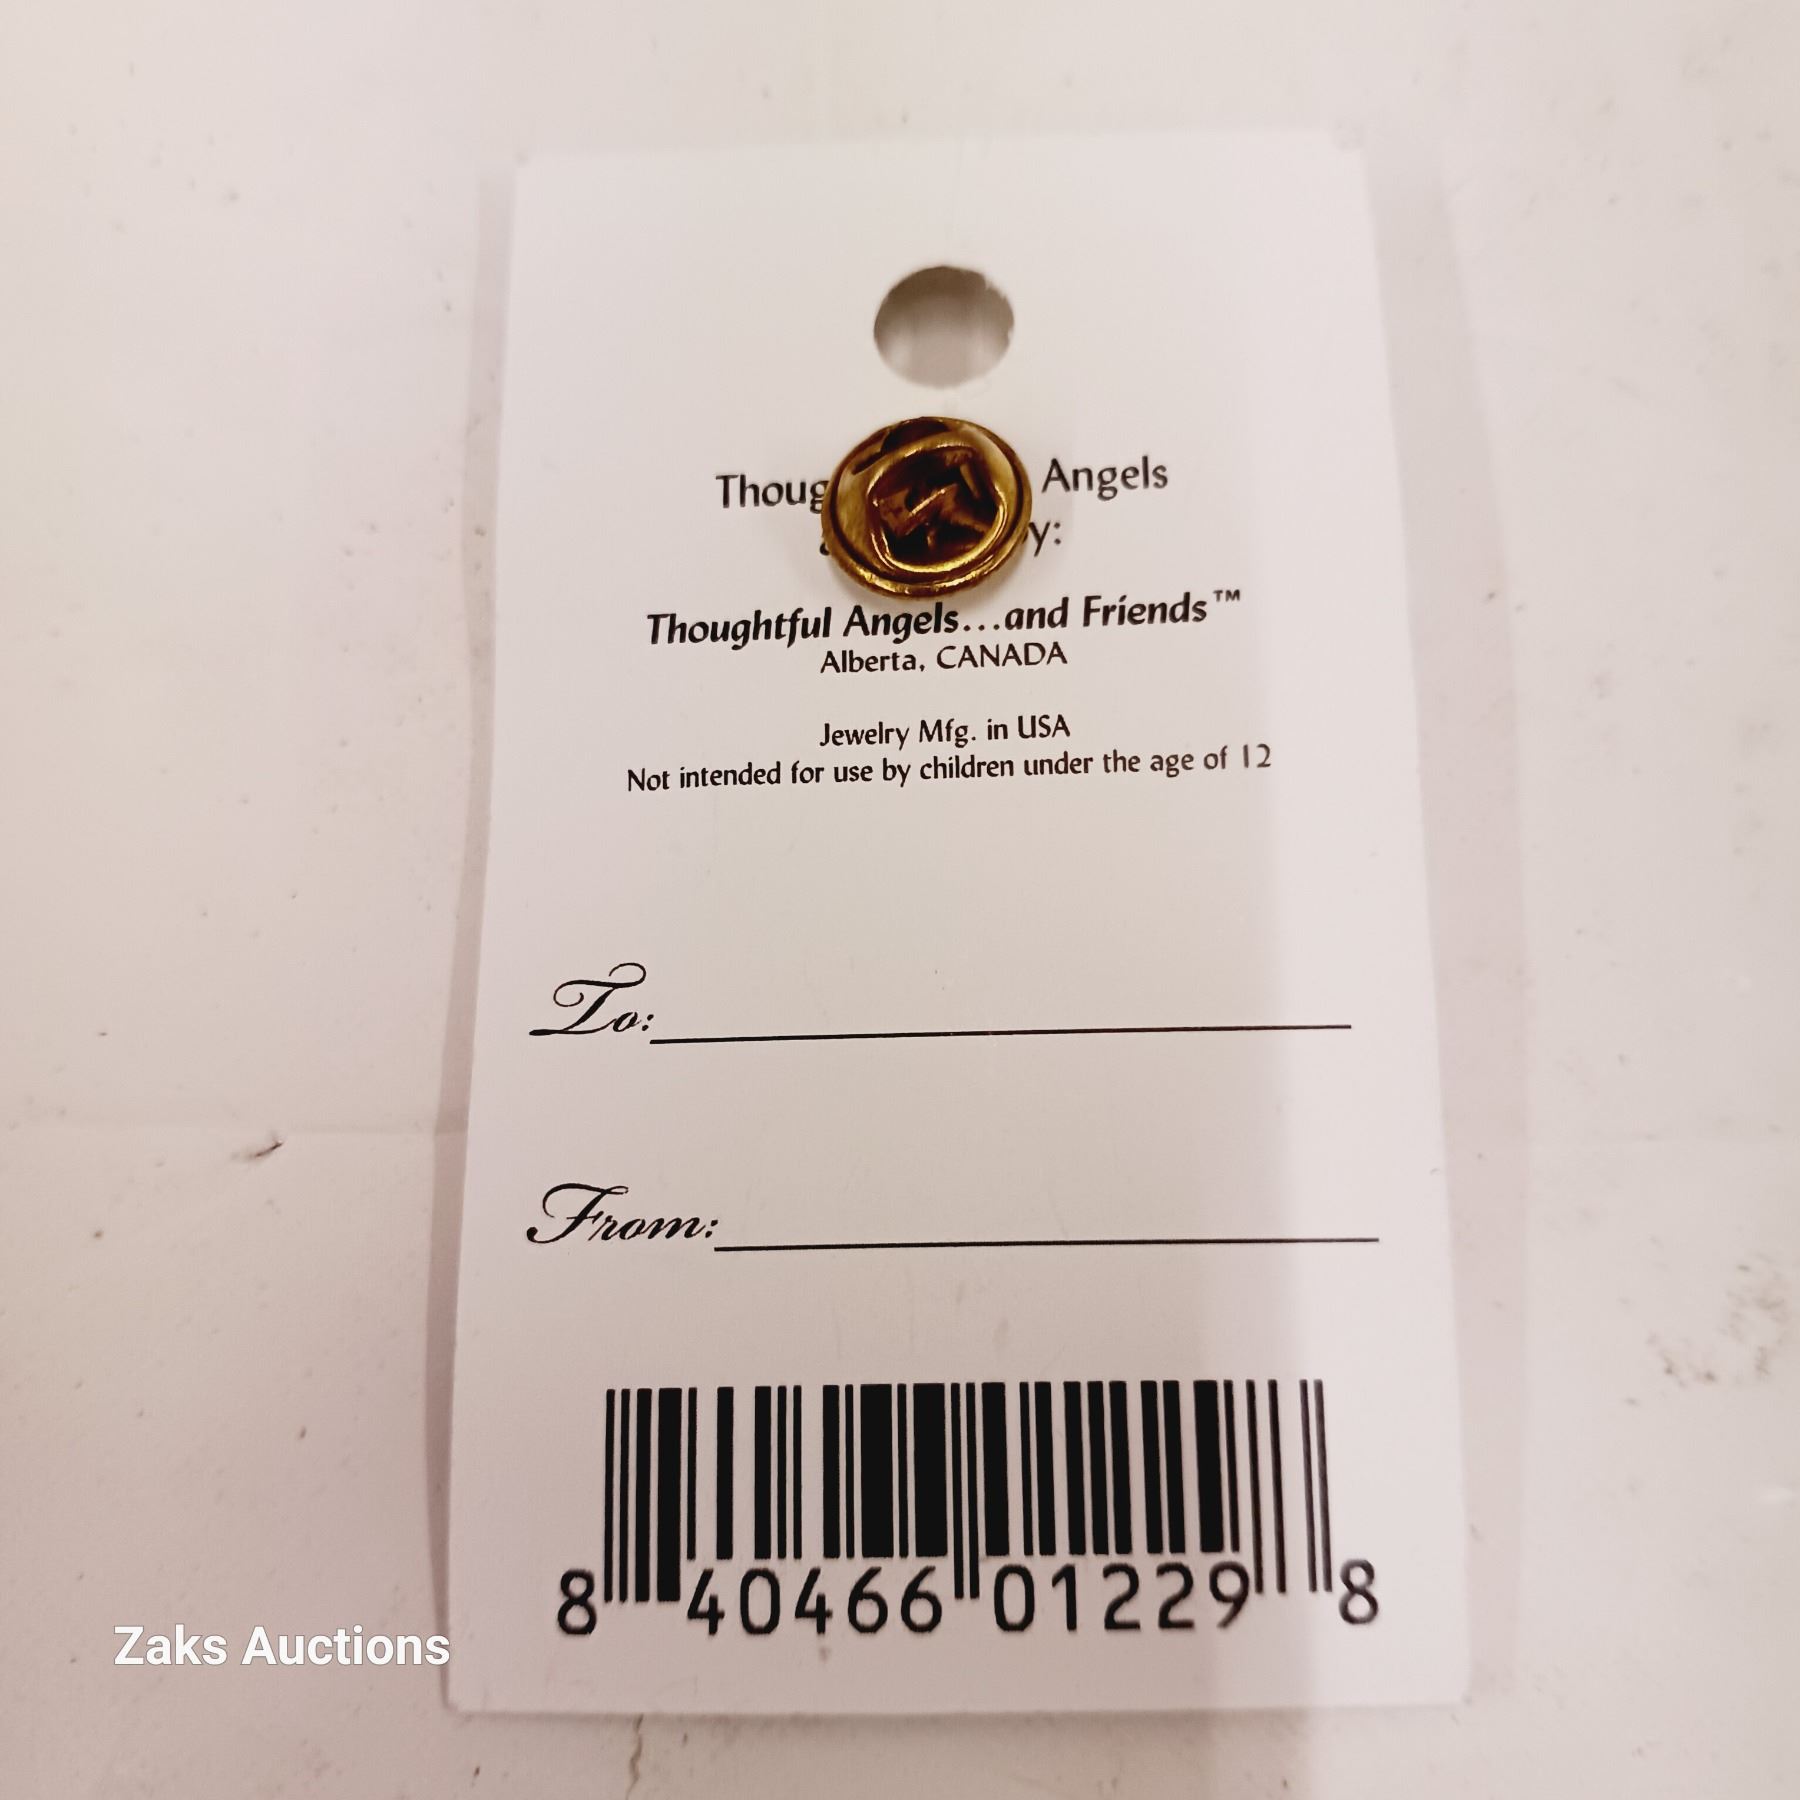 Angels
Thoughtful Angels...and Friends™
Alberta, CANADA
Jewelry Mfg. in USA
Not intended for use by children under the age of 12
To:
From:
8 40466 01229 8
Zaks Auctions